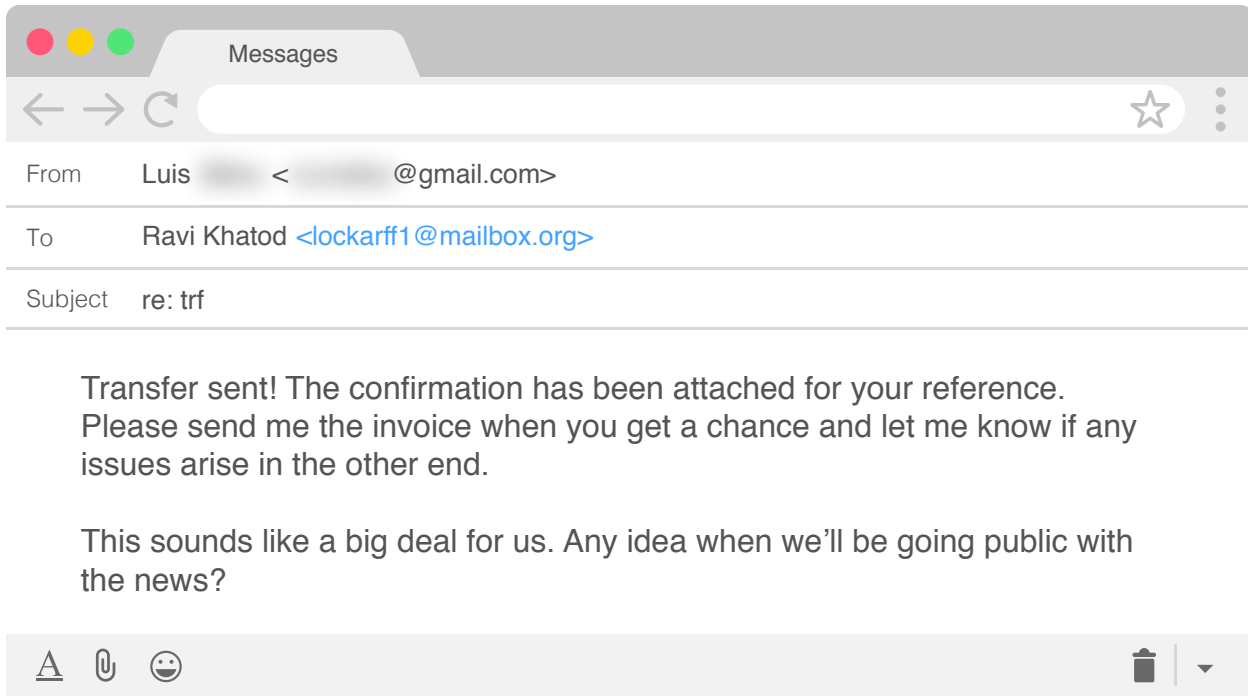 Messages
From Luis < @gmail.com>
To Ravi Khatod <lockarff1@mailbox.org>
Subject re: trf
Transfer sent! The confirmation has been attached for your reference.
Please send me the invoice when you get a chance and let me know if any
issues arise in the other end.
This sounds like a big deal for us. Any idea when we’ll be going public with
the news?
A